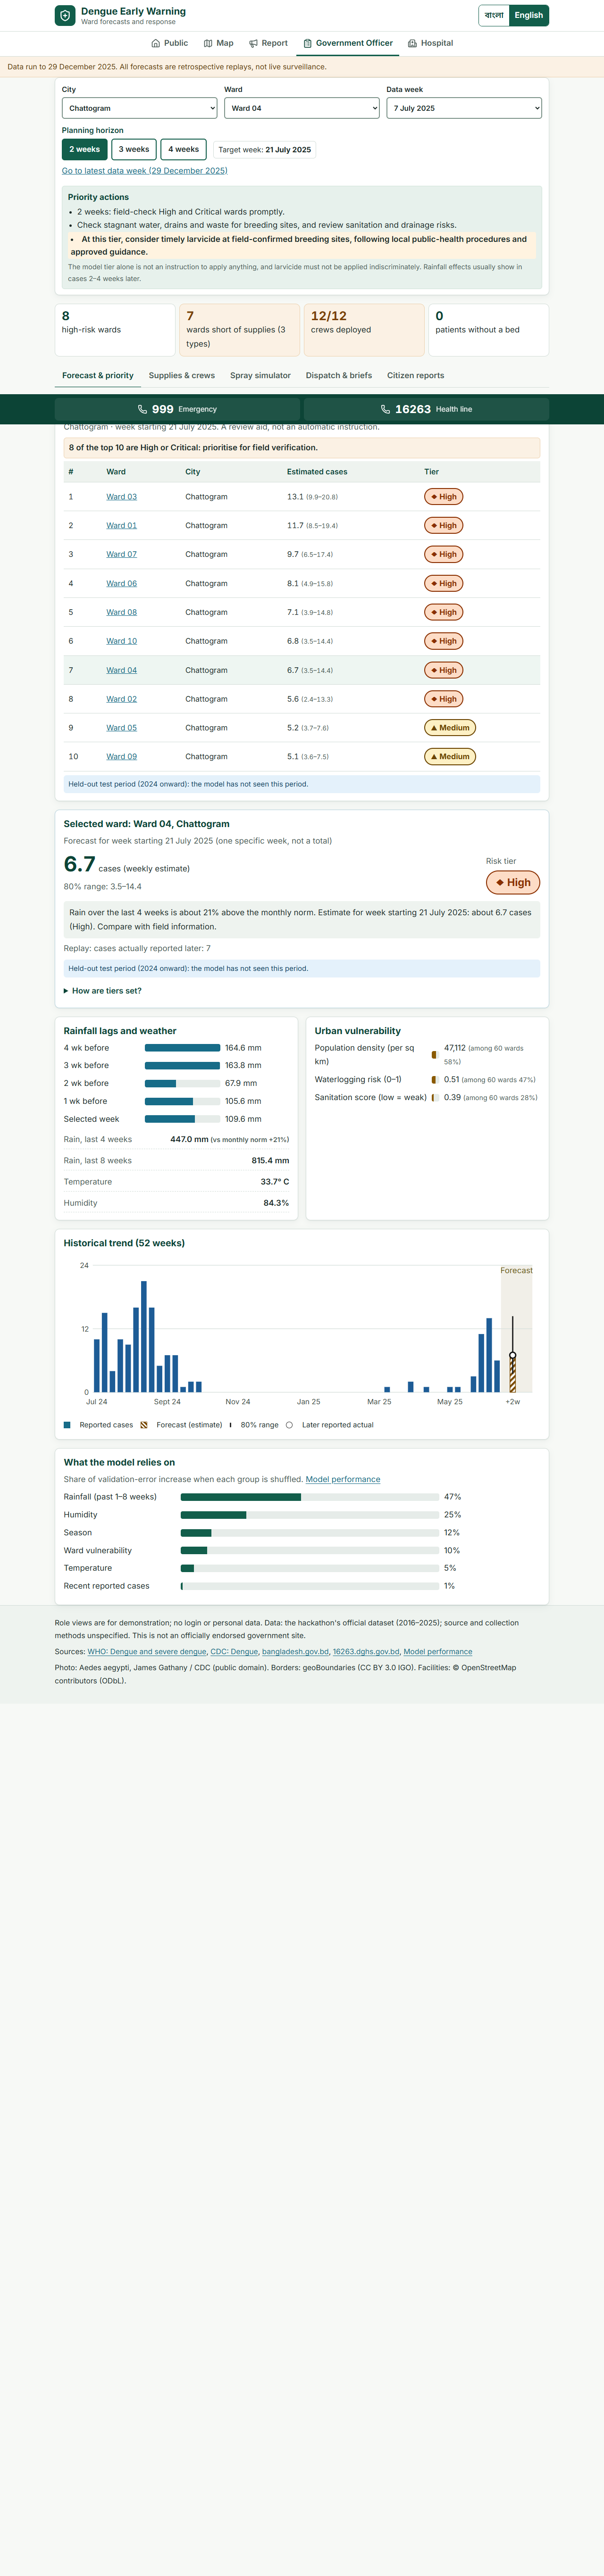 Dengue Early Warning
Ward forecasts and response
বাংলা
English
Public
Map
Report
Government Officer
Hospital
Data run to 29 December 2025. All forecasts are retrospective replays, not live surveillance.
City
Ward
Data week
Chattogram
Ward 04
7 July 2025
Planning horizon
2 weeks
3 weeks
4 weeks
Target week: 21 July 2025
Go to latest data week (29 December 2025)
Priority actions
• 2 weeks: field-check High and Critical wards promptly.
• Check stagnant water, drains and waste for breeding sites, and review sanitation and drainage risks.
• At this tier, consider timely larvicide at field-confirmed breeding sites, following local public-health procedures and
approved guidance.
The model tier alone is not an instruction to apply anything, and larvicide must not be applied indiscriminately. Rainfall effects usually show in
cases 2–4 weeks later.
8
high-risk wards
7
wards short of supplies (3
types)
12/12
crews deployed
0
patients without a bed
Forecast & priority
Supplies & crews
Spray simulator
Dispatch & briefs
Citizen reports
999 Emergency
16263 Health line
Chattogram · week starting 21 July 2025. A review aid, not an automatic instruction.
8 of the top 10 are High or Critical: prioritise for field verification.
# Ward City Estimated cases Tier
1 Ward 03 Chattogram 13.1 (9.9–20.8) High
2 Ward 01 Chattogram 11.7 (8.5–19.4) High
3 Ward 07 Chattogram 9.7 (6.5–17.4) High
4 Ward 06 Chattogram 8.1 (4.9–15.8) High
5 Ward 08 Chattogram 7.1 (3.9–14.8) High
6 Ward 10 Chattogram 6.8 (3.5–14.4) High
7 Ward 04 Chattogram 6.7 (3.5–14.4) High
8 Ward 02 Chattogram 5.6 (2.4–13.3) High
9 Ward 05 Chattogram 5.2 (3.7–7.6) Medium
10 Ward 09 Chattogram 5.1 (3.6–7.5) Medium
Held-out test period (2024 onward): the model has not seen this period.
Selected ward: Ward 04, Chattogram
Forecast for week starting 21 July 2025 (one specific week, not a total)
6.7 cases (weekly estimate)
80% range: 3.5–14.4
Risk tier
High
Rain over the last 4 weeks is about 21% above the monthly norm. Estimate for week starting 21 July 2025: about 6.7 cases
(High). Compare with field information.
Replay: cases actually reported later: 7
Held-out test period (2024 onward): the model has not seen this period.
How are tiers set?
Rainfall lags and weather
4 wk before 164.6 mm
3 wk before 163.8 mm
2 wk before 67.9 mm
1 wk before 105.6 mm
Selected week 109.6 mm
Rain, last 4 weeks 447.0 mm (vs monthly norm +21%)
Rain, last 8 weeks 815.4 mm
Temperature 33.7° C
Humidity 84.3%
Urban vulnerability
Population density (per sq
km)
47,112 (among 60 wards
58%)
Waterlogging risk (0–1) 0.51 (among 60 wards 47%)
Sanitation score (low = weak) 0.39 (among 60 wards 28%)
Historical trend (52 weeks)
24
Forecast
12
0
Jul 24
Sept 24
Nov 24
Jan 25
Mar 25
May 25
+2w
Reported cases
Forecast (estimate)
80% range
Later reported actual
What the model relies on
Share of validation-error increase when each group is shuffled. Model performance
Rainfall (past 1–8 weeks) 47%
Humidity 25%
Season 12%
Ward vulnerability 10%
Temperature 5%
Recent reported cases 1%
Role views are for demonstration; no login or personal data. Data: the hackathon's official dataset (2016–2025); source and collection
methods unspecified. This is not an officially endorsed government site.
Sources: WHO: Dengue and severe dengue, CDC: Dengue, bangladesh.gov.bd, 16263.dghs.gov.bd, Model performance
Photo: Aedes aegypti, James Gathany / CDC (public domain). Borders: geoBoundaries (CC BY 3.0 IGO). Facilities: © OpenStreetMap
contributors (ODbL).